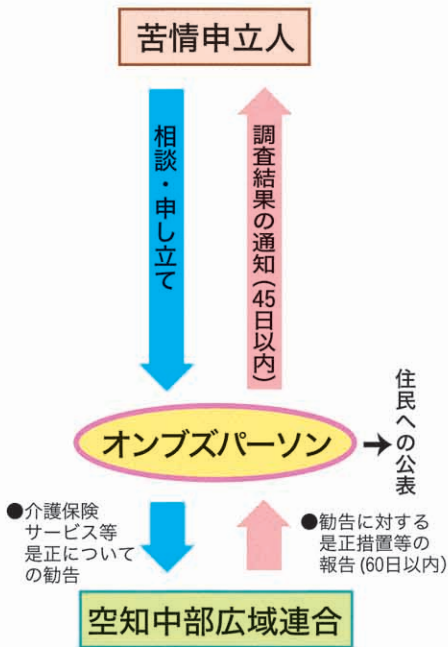 苦情申立人
相談・申し立て
調査結果の通知(45日以内)
オンブズパーソン
住民への公表
●介護保険
サービス等
是正について
の勧告
●勧告に対する
是正措置等の
報告(60日以内)
空知中部広域連合